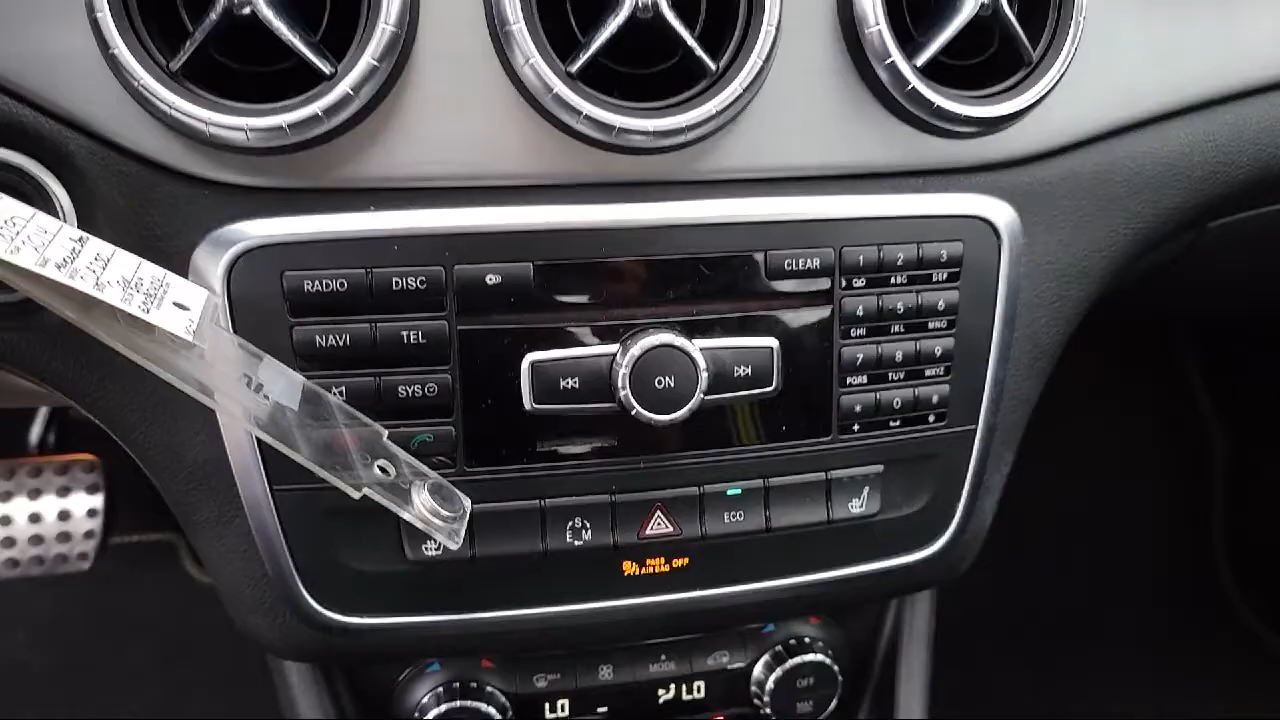 RADIO DISC CLEAR 1 2 3
ABC DEF
NAVI TEL 4 5 6
GHI JKL MNO
SYS ON 7 8 9
PQRS TUV WXYZ
* 0 #
+
S
E M ECO
PASS
AIR BAG OFF
MAX MODE OFF
LO LO MAX